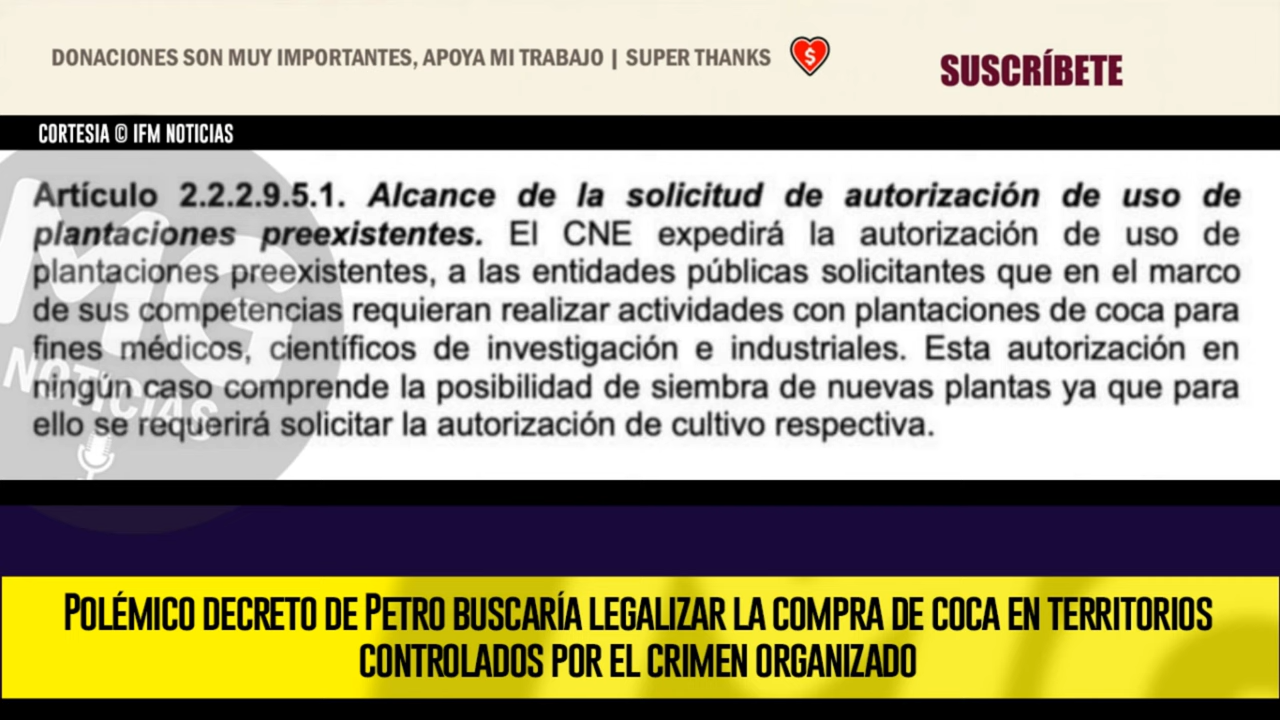 DONACIONES SON MUY IMPORTANTES, APOYA MI TRABAJO | SUPER THANKS $
SUSCRÍBETE
CORTESIA © IFM NOTICIAS
Artículo 2.2.2.9.5.1. Alcance de la solicitud de autorización de uso de
plantaciones preexistentes. El CNE expedirá la autorización de uso de
plantaciones preexistentes, a las entidades públicas solicitantes que en el marco
de sus competencias requieran realizar actividades con plantaciones de coca para
fines médicos, científicos de investigación e industriales. Esta autorización en
ningún caso comprende la posibilidad de siembra de nuevas plantas ya que para
ello se requerirá solicitar la autorización de cultivo respectiva.
MG
NOTICIAS
POLÉMICO DECRETO DE PETRO BUSCARÍA LEGALIZAR LA COMPRA DE COCA EN TERRITORIOS
CONTROLADOS POR EL CRIMEN ORGANIZADO